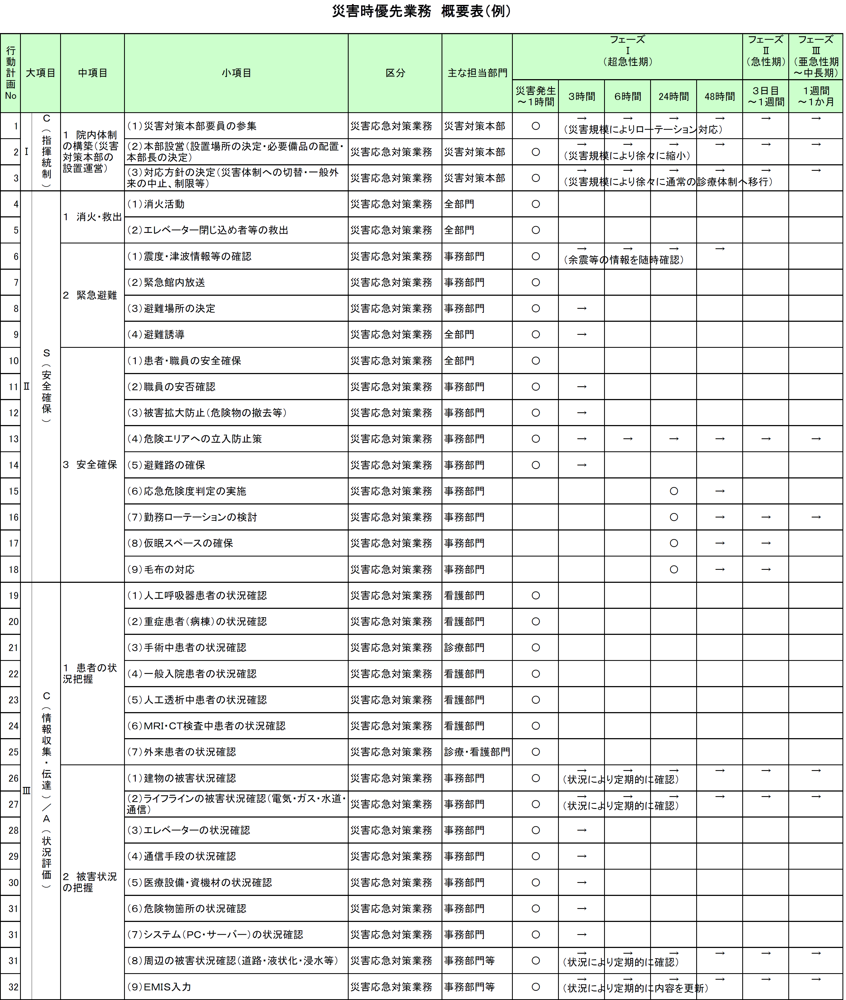 災害時優先業務　概要表（例）
行動計画No 大項目 中項目 小項目 区分 主な担当部門 フェーズ Ⅰ （超急性期） フェーズ Ⅱ （急性期） フェーズ Ⅲ （亜急性期～中長期）
災害発生～１時間 ３時間 ６時間 24時間 48時間 ３日目～１週間 １週間～１か月
Ⅰ C（指揮統制）
１　院内体制の構築（災害対策本部の設置運営）
1 （１）災害対策本部要員の参集 災害応急対策業務 災害対策本部 ○ → → → → → →
（災害規模によりローテーション対応）
2 （２）本部設営（設置場所の決定・必要備品の配置・本部長の決定） 災害応急対策業務 災害対策本部 ○ → → → → → →
（災害規模により徐々に縮小）
3 （３）対応方針の決定（災害体制への切替・一般外来の中止、制限等） 災害応急対策業務 災害対策本部 ○ → → → → → →
（災害規模により徐々に通常の診療体制へ移行）
Ⅱ S（安全確保）
１　消火・救出
4 （１）消火活動 災害応急対策業務 全部門 ○
5 （２）エレベーター閉じ込め者等の救出 災害応急対策業務 全部門 ○
２　緊急避難
6 （１）震度・津波情報等の確認 災害応急対策業務 事務部門 ○ → → → →
（余震等の情報を随時確認）
7 （２）緊急館内放送 災害応急対策業務 事務部門 ○
8 （３）避難場所の決定 災害応急対策業務 事務部門 ○ →
9 （４）避難誘導 災害応急対策業務 全部門 ○ →
３　安全確保
10 （１）患者・職員の安全確保 災害応急対策業務 全部門 ○
11 （２）職員の安否確認 災害応急対策業務 事務部門 ○ →
12 （３）被害拡大防止（危険物の撤去等） 災害応急対策業務 事務部門 ○ →
13 （４）危険エリアへの立入防止策 災害応急対策業務 事務部門 ○ → → → → → →
14 （５）避難路の確保 災害応急対策業務 事務部門 ○ →
15 （６）応急危険度判定の実施 災害応急対策業務 事務部門 ○ →
16 （７）勤務ローテーションの検討 災害応急対策業務 事務部門 ○ → → →
17 （８）仮眠スペースの確保 災害応急対策業務 事務部門 ○ → →
18 （９）毛布の対応 災害応急対策業務 事務部門 ○ → →
Ⅲ C（情報収集・伝達）／A（状況評価）
１　患者の状況把握
19 （１）人工呼吸器患者の状況確認 災害応急対策業務 看護部門 ○
20 （２）重症患者（病棟）の状況確認 災害応急対策業務 看護部門 ○
21 （３）手術中患者の状況確認 災害応急対策業務 診療部門 ○
22 （４）一般入院患者の状況確認 災害応急対策業務 看護部門 ○
23 （５）人工透析中患者の状況確認 災害応急対策業務 看護部門 ○
24 （６）MRI・CT検査中患者の状況確認 災害応急対策業務 看護部門 ○
25 （７）外来患者の状況確認 災害応急対策業務 診療・看護部門 ○
２　被害状況の把握
26 （１）建物の被害状況確認 災害応急対策業務 事務部門 ○ → → → → → →
（状況により定期的に確認）
27 （２）ライフラインの被害状況確認（電気・ガス・水道・通信） 災害応急対策業務 事務部門 ○ → → → → → →
（状況により定期的に確認）
28 （３）エレベーターの状況確認 災害応急対策業務 事務部門 ○ →
29 （４）通信手段の状況確認 災害応急対策業務 事務部門 ○ →
30 （５）医療設備・資機材の状況確認 災害応急対策業務 事務部門 ○ →
31 （６）危険物箇所の状況確認 災害応急対策業務 事務部門 ○ →
31 （７）システム（PC・サーバー）の状況確認 災害応急対策業務 事務部門 ○ →
31 （８）周辺の被害状況確認（道路・液状化・浸水等） 災害応急対策業務 事務部門等 ○ → → → → → →
（状況により定期的に確認）
32 （９）EMIS入力 災害応急対策業務 事務部門等 ○ → → → → → →
（状況により定期的に内容を更新）